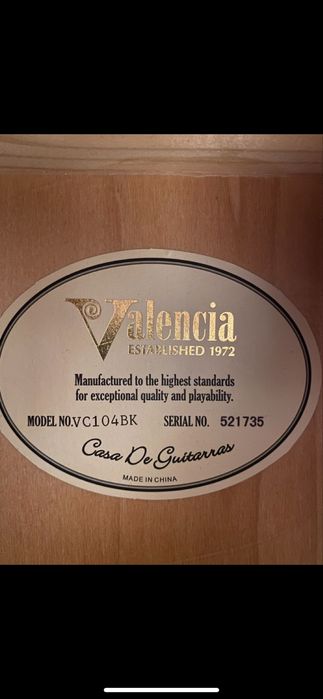 Valencia
ESTABLISHED 1972
Manufactured to the highest standards
for exceptional quality and playability.
MODEL NO.VC104BK SERIAL NO. 521735
Casa De Guitarras
MADE IN CHINA